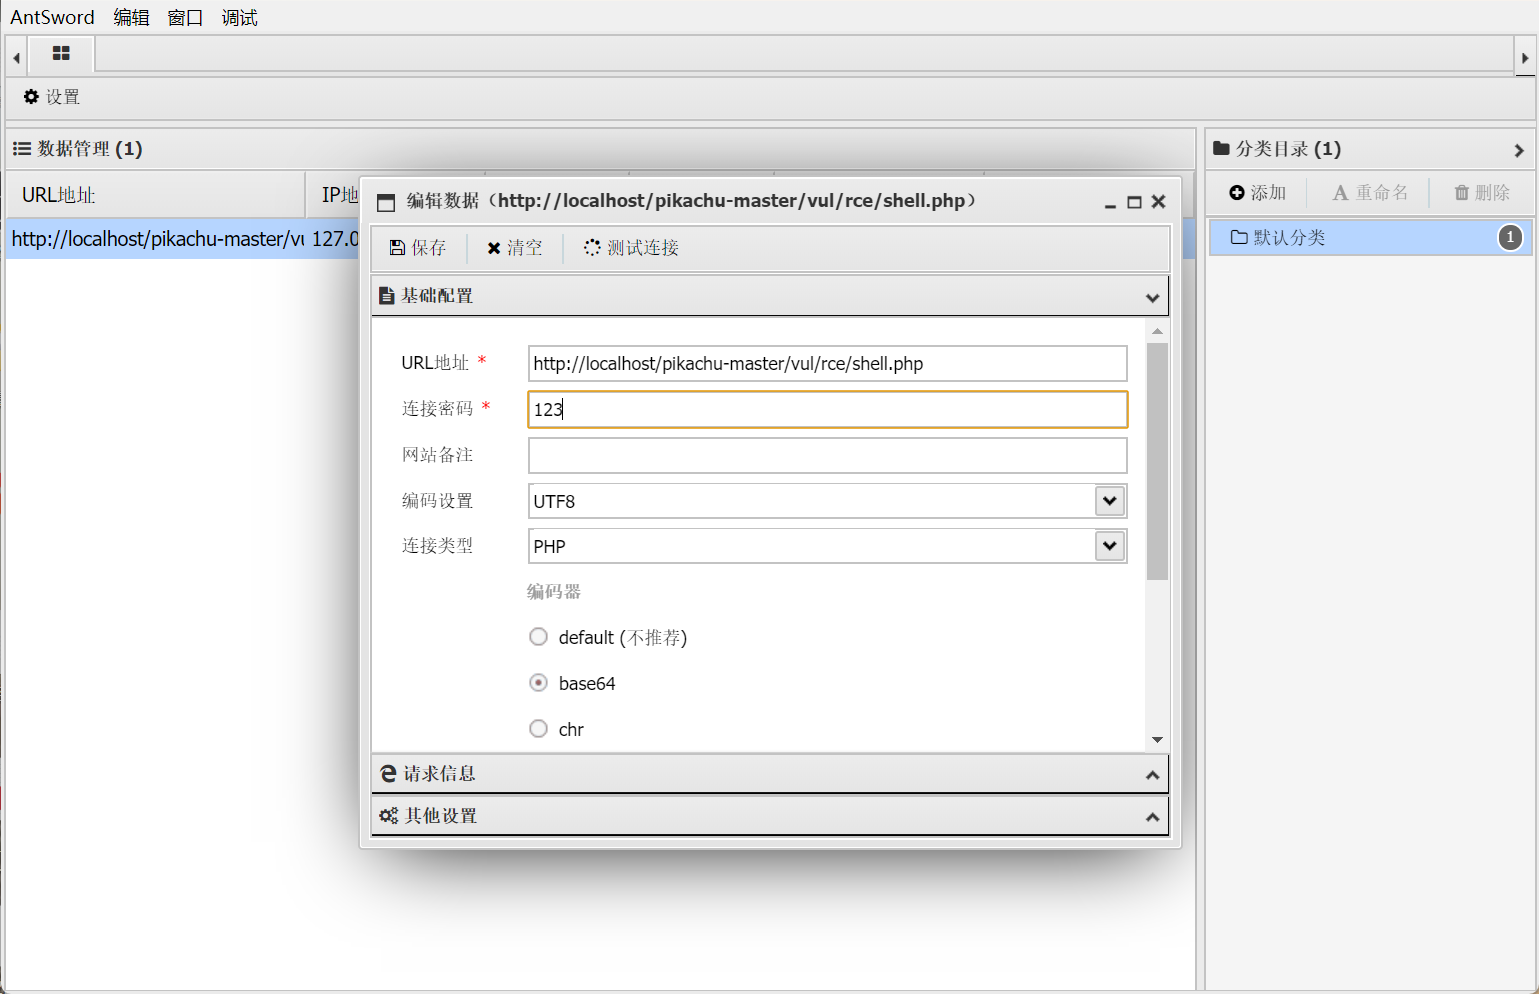 AntSword 编辑 窗口 调试
设置
数据管理 (1)
分类目录 (1)
URL地址
IP地
添加 重命名 删除
http://localhost/pikachu-master/vu 127.0
默认分类 1
编辑数据（http://localhost/pikachu-master/vul/rce/shell.php）
保存 清空 测试连接
基础配置
URL地址 * http://localhost/pikachu-master/vul/rce/shell.php
连接密码 * 123
网站备注
编码设置 UTF8
连接类型 PHP
编码器
default (不推荐)
base64
chr
请求信息
其他设置